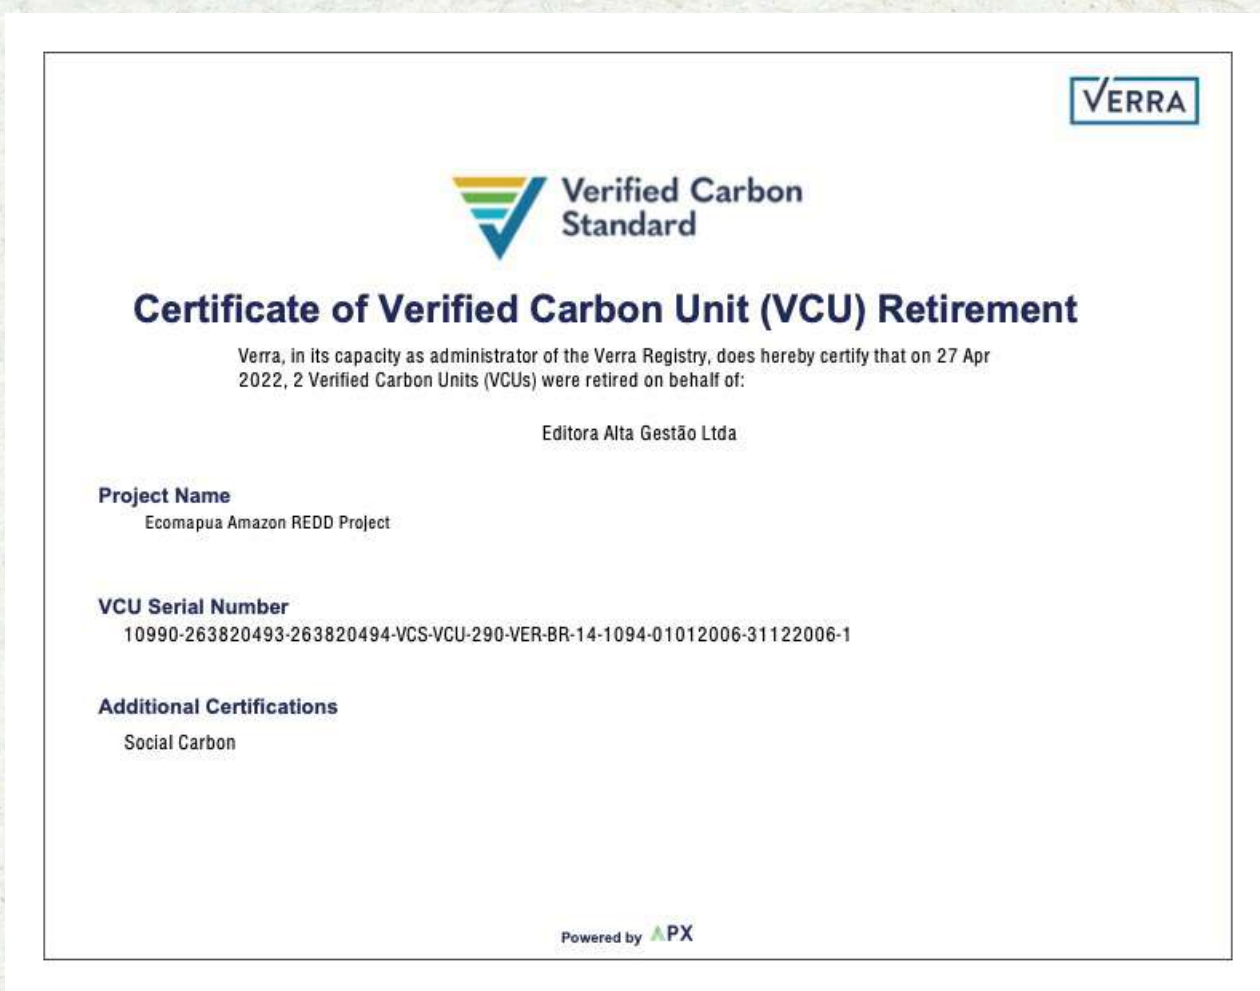 VERRA
Verified Carbon
Standard
Certificate of Verified Carbon Unit (VCU) Retirement
Verra, in its capacity as administrator of the Verra Registry, does hereby certify that on 27 Apr
2022, 2 Verified Carbon Units (VCUs) were retired on behalf of:
Editora Alta Gestão Ltda
Project Name
Ecomapua Amazon REDD Project
VCU Serial Number
10990-263820493-263820494-VCS-VCU-290-VER-BR-14-1094-01012006-31122006-1
Additional Certifications
Social Carbon
Powered by APX